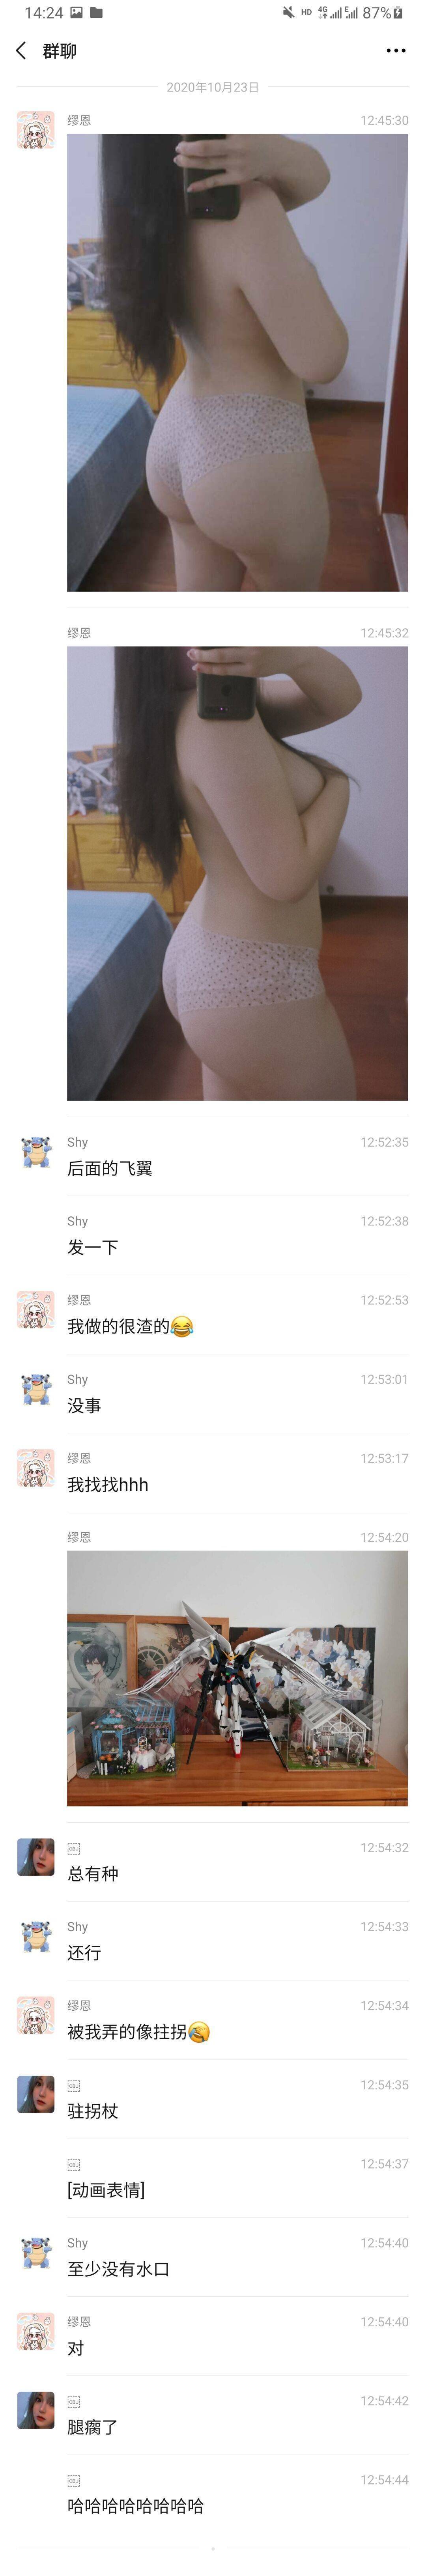 14:24
HD 4G E 87%
群聊
2020年10月23日
缪恩 12:45:30
缪恩 12:45:32
Shy 12:52:35
后面的飞翼
Shy 12:52:38
发一下
缪恩 12:52:53
我做的很渣的😂
Shy 12:53:01
没事
缪恩 12:53:17
我找找hhh
缪恩 12:54:20
OBJ 12:54:32
总有种
Shy 12:54:33
还行
缪恩 12:54:34
被我弄的像拄拐🤦
OBJ 12:54:35
驻拐杖
OBJ 12:54:37
[动画表情]
Shy 12:54:40
至少没有水口
缪恩 12:54:40
对
OBJ 12:54:42
腿瘸了
OBJ 12:54:44
哈哈哈哈哈哈哈哈